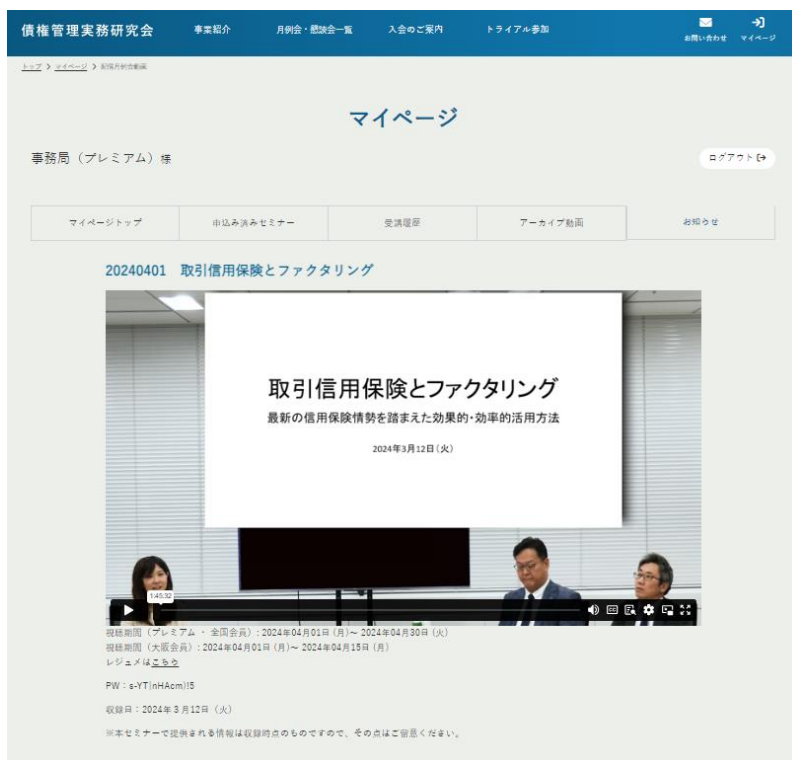 債権管理実務研究会
事業紹介
月例会・懇談会一覧
入会のご案内
トライアル参加
お問い合わせ
マイページ
トップ > マイページ > 配信月例会動画
マイページ
事務局（プレミアム）様
ログアウト
マイページトップ
申込み済みセミナー
受講履歴
アーカイブ動画
お知らせ
20240401 取引信用保険とファクタリング
取引信用保険とファクタリング
最新の信用保険情勢を踏まえた効果的・効率的活用方法
2024年3月12日（火）
1:45:32
視聴期間（プレミアム ・ 全国会員）: 2024年04月01日（月）～ 2024年04月30日（火）
視聴期間（大阪会員）: 2024年04月01日（月）～ 2024年04月15日（月）
レジュメはこちら
PW：s-YT(nHAcm)!5
収録日：2024年３月12日（火）
※本セミナーで提供される情報は収録時点のものですので、その点はご留意ください。